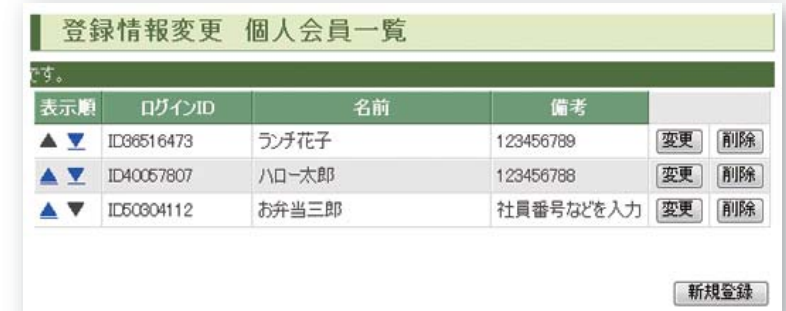 登録情報変更 個人会員一覧
です。
表示順 ログインID 名前 備考
▲ ▼ ID36516473 ランチ花子 123456789 変更 削除
▲ ▼ ID40057807 ハロー太郎 123456788 変更 削除
▲ ▼ ID50304112 お弁当三郎 社員番号などを入力 変更 削除
新規登録